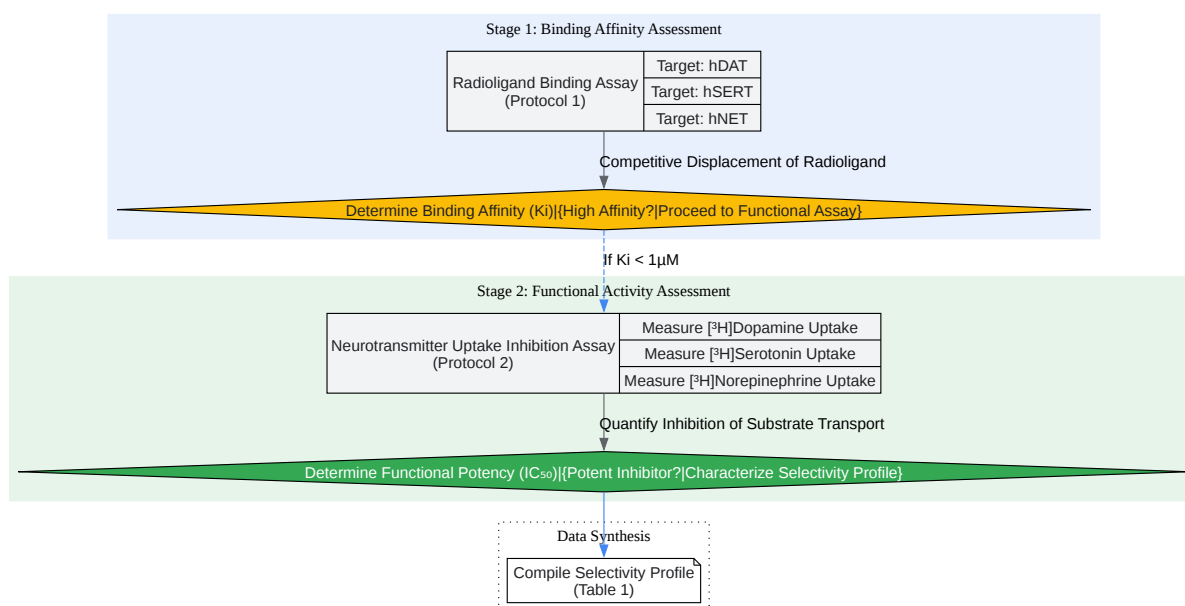 Stage 1: Binding Affinity Assessment
Radioligand Binding Assay
(Protocol 1)
Target: hDAT
Target: hSERT
Target: hNET
Competitive Displacement of Radioligand
Determine Binding Affinity (Ki)|{High Affinity?|Proceed to Functional Assay}
If Ki < 1µM
Stage 2: Functional Activity Assessment
Neurotransmitter Uptake Inhibition Assay
(Protocol 2)
Measure [³H]Dopamine Uptake
Measure [³H]Serotonin Uptake
Measure [³H]Norepinephrine Uptake
Quantify Inhibition of Substrate Transport
Determine Functional Potency (IC₅₀)|{Potent Inhibitor?|Characterize Selectivity Profile}
Data Synthesis
Compile Selectivity Profile
(Table 1)